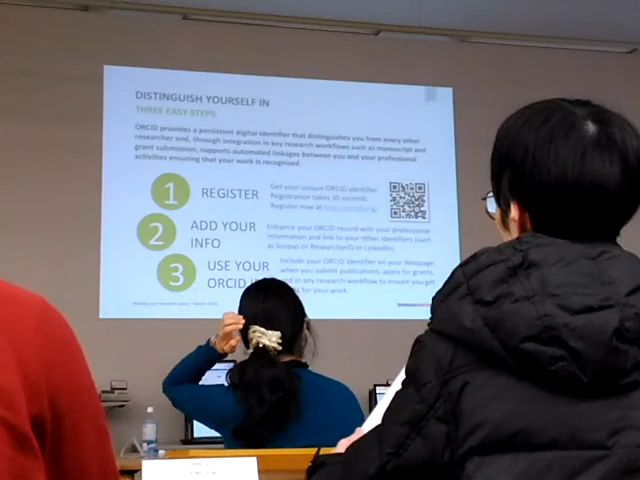 DISTINGUISH YOURSELF IN
THREE EASY STEPS
ORCID provides a persistent digital identifier that distinguishes you from every other
researcher and, through integration in key research workflows such as manuscript and
grant submission, supports automated linkages between you and your professional
activities ensuring that your work is recognized.
1 REGISTER
Get your unique ORCID identifier
Registration takes 30 seconds.
Register now at
2 ADD YOUR
INFO
Enhance your ORCID record with your professional
information and link to your other identifiers (such
as Scopus or ResearcherID or LinkedIn).
3 USE YOUR
ORCID
Include your ORCID identifier on your Webpage,
when you submit publications, apply for grants,
in any research workflow to ensure you get
for your work.